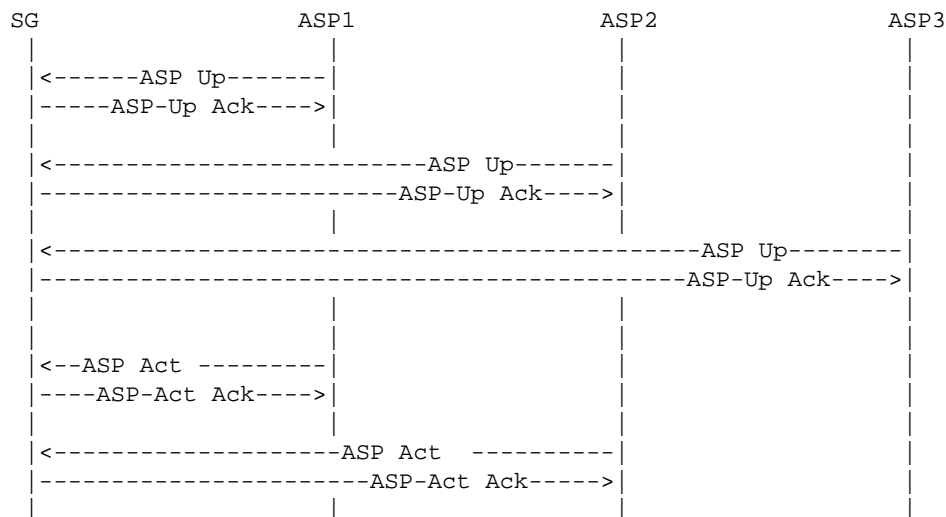 SG ASP1 ASP2 ASP3
| | | |
|<------ASP Up-------| | |
|-----ASP-Up Ack---->| | |
| | | |
|<--------------------------ASP Up-------| |
|-------------------------ASP-Up Ack---->| |
| | | |
|<---------------------------------------------ASP Up--------|
|---------------------------------------------ASP-Up Ack---->|
| | | |
| | | |
|<--ASP Act ---------| | |
|----ASP-Act Ack---->| | |
| | | |
|<--------------------ASP Act ----------| |
|-----------------------ASP-Act Ack----->| |
| | | |